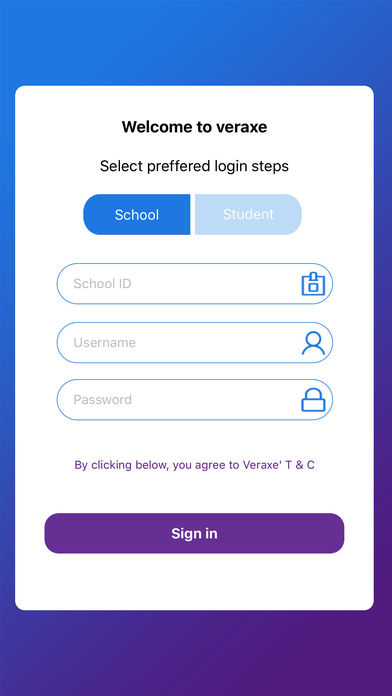 Welcome to veraxe
Select preffered login steps
School
Student
School ID
Username
Password
By clicking below, you agree to Veraxe' T & C
Sign in